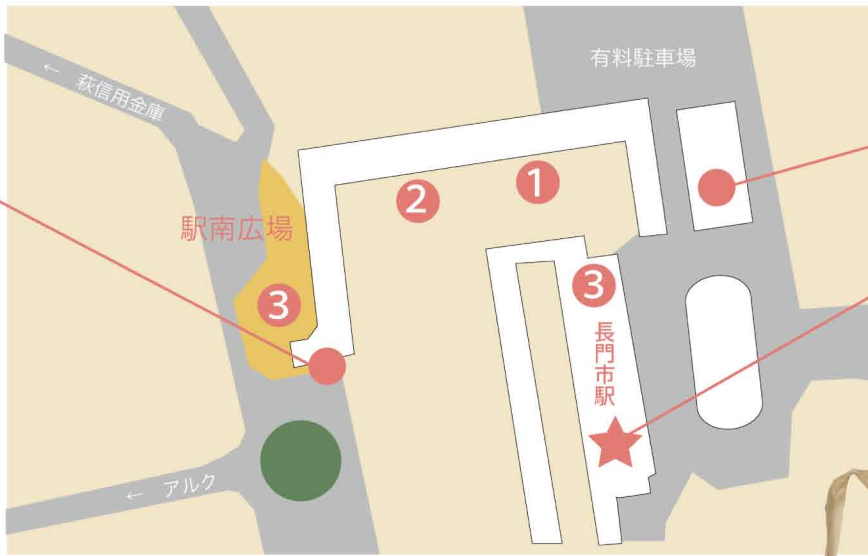 有料駐車場
← 萩信用金庫
1
2
駅南広場
3
3
長門市駅
← アルク